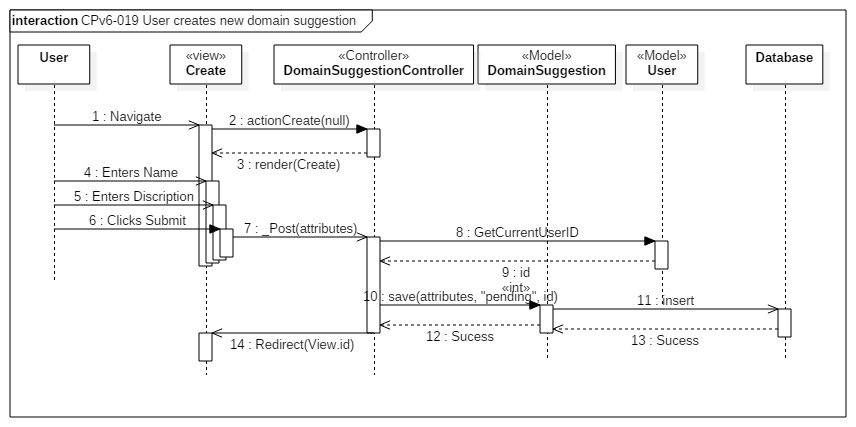 interaction CPv6-019 User creates new domain suggestion
User
«view»
Create
«Controller»
DomainSuggestionController
«Model»
DomainSuggestion
«Model»
User
Database
1 : Navigate
2 : actionCreate(null)
3 : render(Create)
4 : Enters Name
5 : Enters Discription
6 : Clicks Submit
7 : _Post(attributes)
8 : GetCurrentUserID
9 : id
«int»
10 : save(attributes, "pending", id)
11 : insert
12 : Sucess
13 : Sucess
14 : Redirect(View.id)